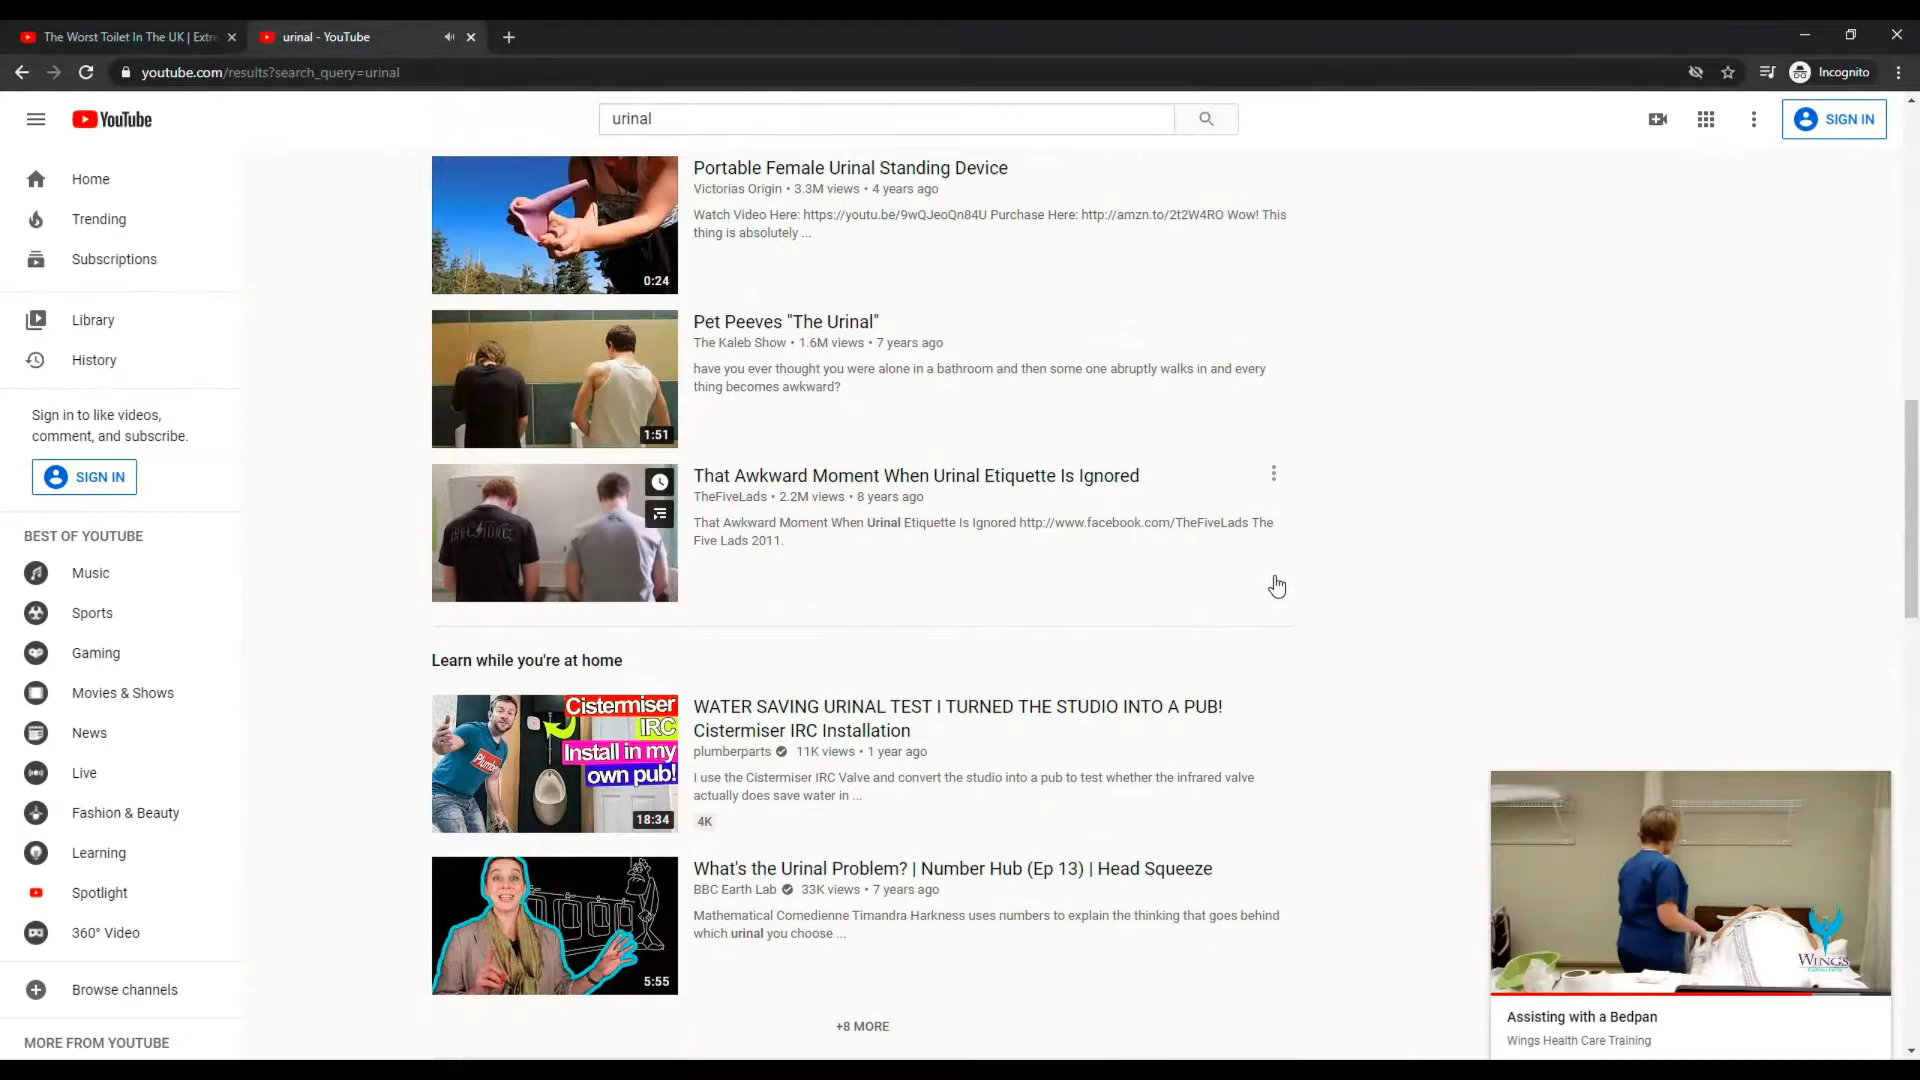 The Worst Toilet In The UK | Extre
urinal - YouTube
youtube.com/results?search_query=urinal
Incognito
YouTube
urinal
SIGN IN
Home
Trending
Subscriptions
Library
History
Sign in to like videos,
comment, and subscribe.
SIGN IN
BEST OF YOUTUBE
Music
Sports
Gaming
Movies & Shows
News
Live
Fashion & Beauty
Learning
Spotlight
360° Video
Browse channels
MORE FROM YOUTUBE
0:24
Portable Female Urinal Standing Device
Victorias Origin • 3.3M views • 4 years ago
Watch Video Here: https://youtu.be/9wQJeoQn84U Purchase Here: http://amzn.to/2t2W4RO Wow! This
thing is absolutely ...
1:51
Pet Peeves "The Urinal"
The Kaleb Show • 1.6M views • 7 years ago
have you ever thought you were alone in a bathroom and then some one abruptly walks in and every
thing becomes awkward?
That Awkward Moment When Urinal Etiquette Is Ignored
TheFiveLads • 2.2M views • 8 years ago
That Awkward Moment When Urinal Etiquette Is Ignored http://www.facebook.com/TheFiveLads The
Five Lads 2011.
Learn while you're at home
Cistermiser
IRC
Install in my
own pub!
18:34
WATER SAVING URINAL TEST I TURNED THE STUDIO INTO A PUB!
Cistermiser IRC Installation
plumberparts 11K views • 1 year ago
I use the Cistermiser IRC Valve and convert the studio into a pub to test whether the infrared valve
actually does save water in ...
4K
5:55
What's the Urinal Problem? | Number Hub (Ep 13) | Head Squeeze
BBC Earth Lab 33K views • 7 years ago
Mathematical Comedienne Timandra Harkness uses numbers to explain the thinking that goes behind
which urinal you choose ...
+8 MORE
WINGS
Assisting with a Bedpan
Wings Health Care Training